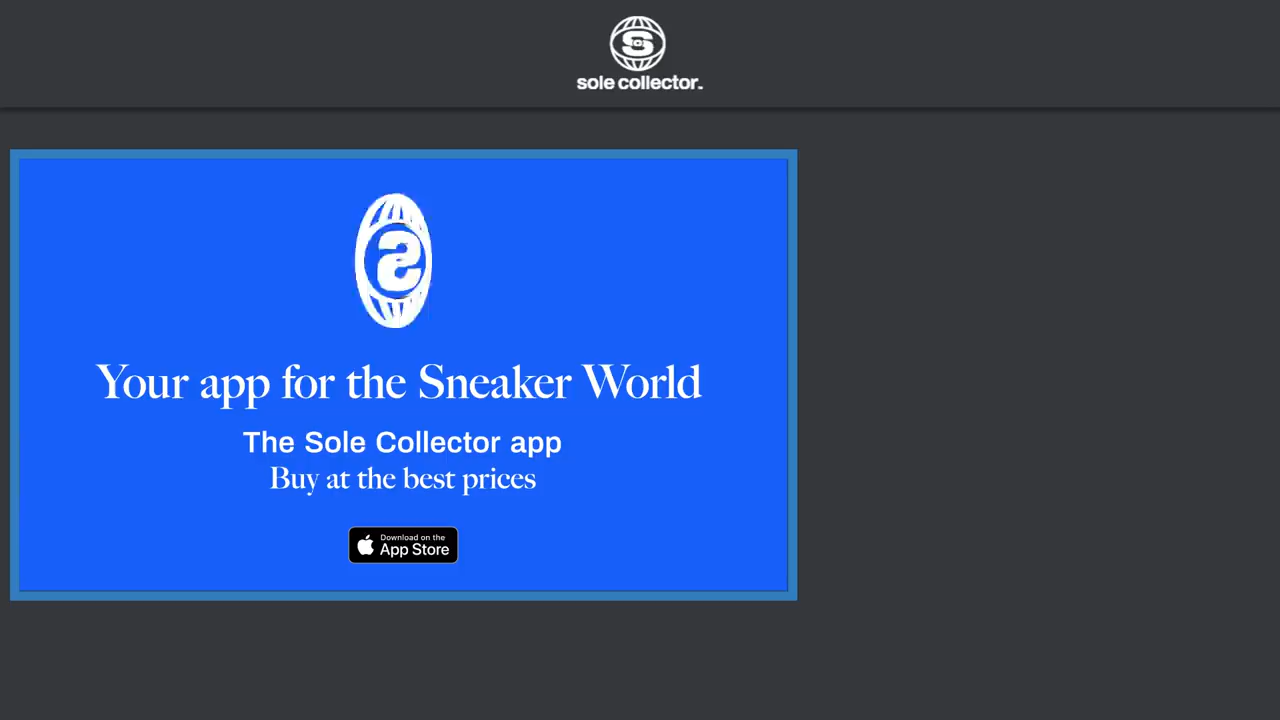 sole collector.
Your app for the Sneaker World
The Sole Collector app
Buy at the best prices
Download on the
App Store